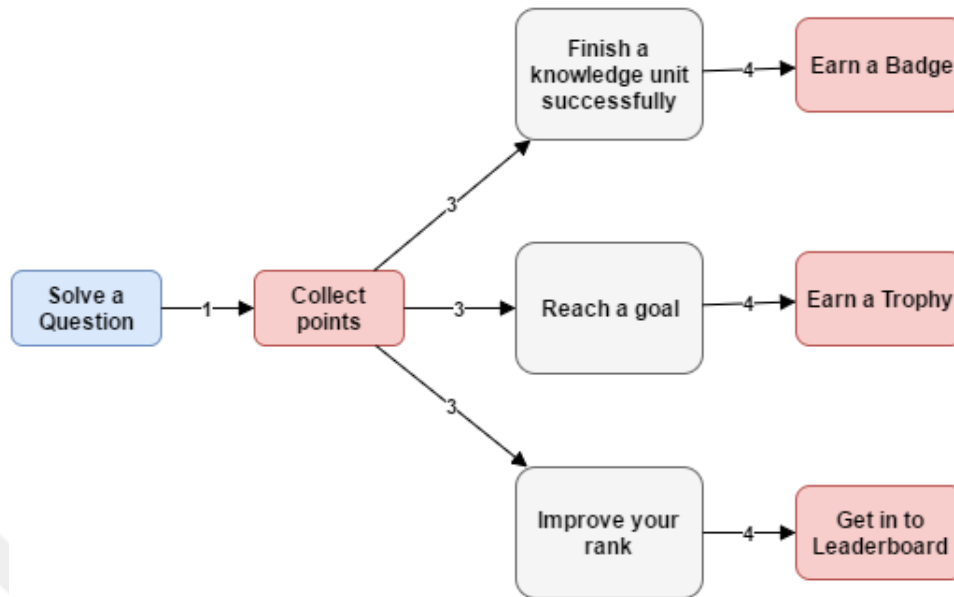 Solve a
Question
1
Collect
points
3
3
3
Finish a
knowledge unit
successfully
4
Earn a Badge
Reach a goal
4
Earn a Trophy
Improve your
rank
4
Get in to
Leaderboard